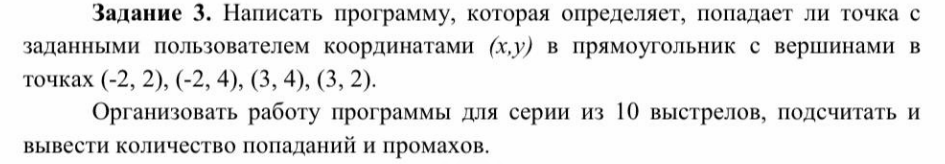 Задание 3. Написать программу, которая определяет, попадает ли точка с
заданными пользователем координатами (x,y) в прямоугольник с вершинами в
точках (-2, 2), (-2, 4), (3, 4), (3, 2).
Организовать работу программы для серии из 10 выстрелов, подсчитать и
вывести количество попаданий и промахов.